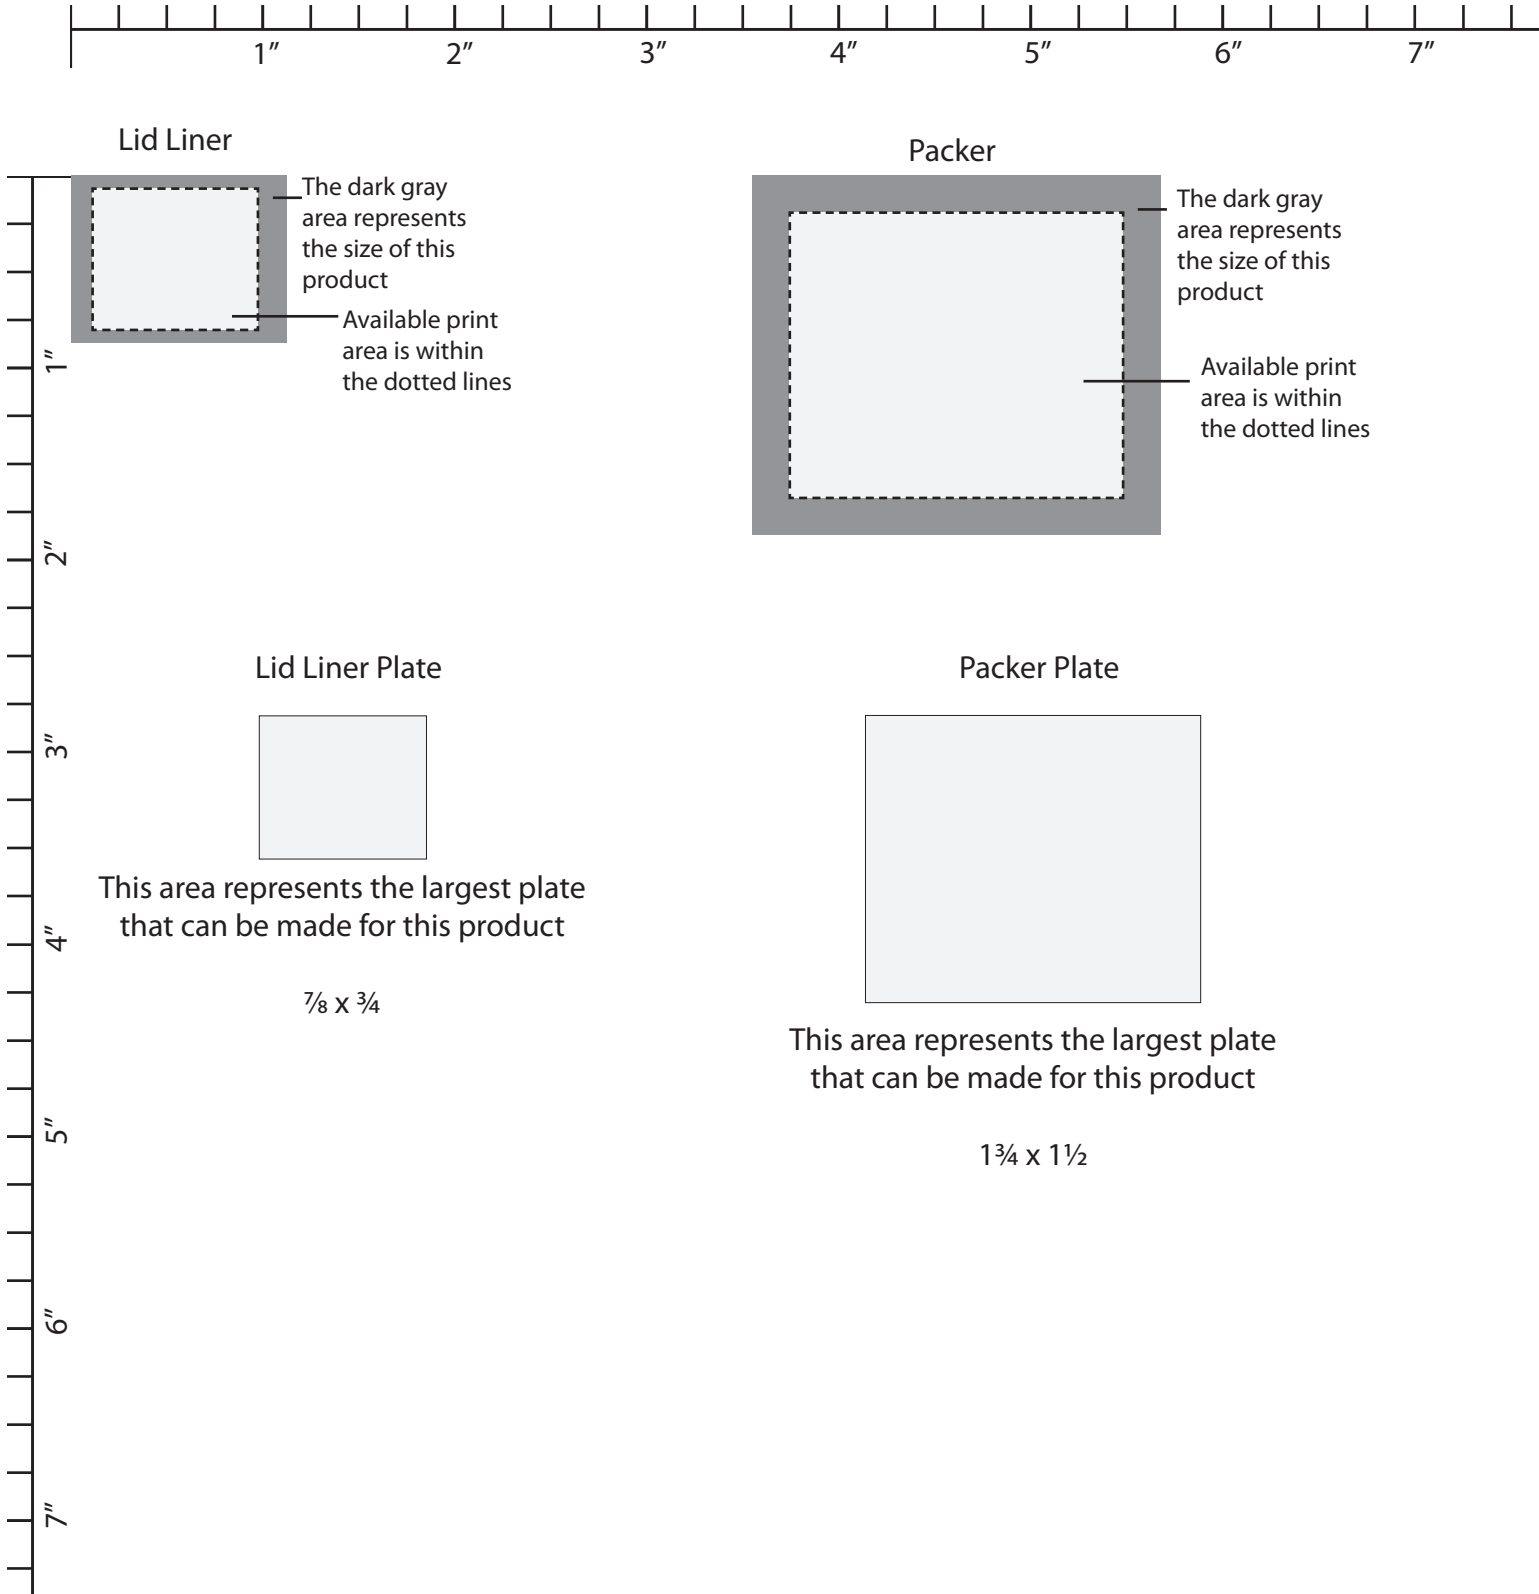 1″
2″
3″
4″
5″
6″
7″
Lid Liner
The dark gray
area represents
the size of this
product
Available print
area is within
the dotted lines
Packer
The dark gray
area represents
the size of this
product
Available print
area is within
the dotted lines
1″
2″
3″
4″
5″
6″
7″
Lid Liner Plate
This area represents the largest plate
that can be made for this product
⅞ x ¾
Packer Plate
This area represents the largest plate
that can be made for this product
1¾ x 1½